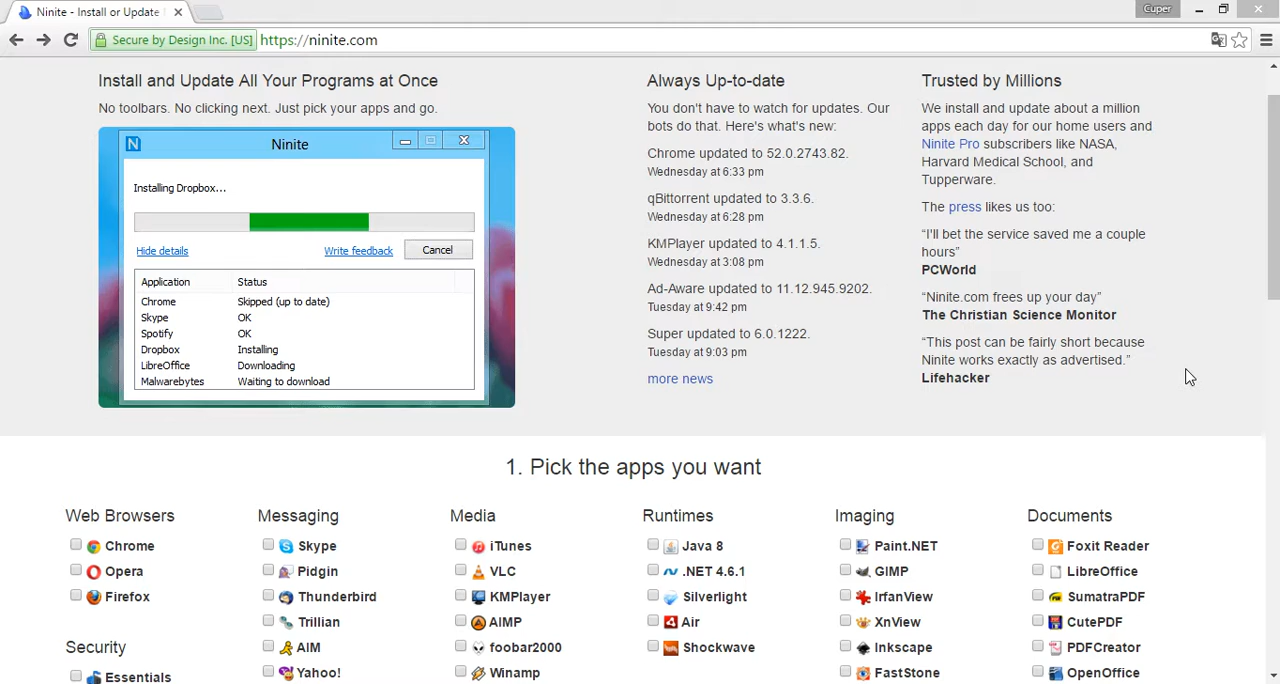 Ninite - Install or Update
Cuper
Secure by Design Inc. [US]
https://ninite.com
Install and Update All Your Programs at Once
No toolbars. No clicking next. Just pick your apps and go.
N
Ninite
Installing Dropbox...
Hide details
Write feedback
Cancel
Application Status
Chrome Skipped (up to date)
Skype OK
Spotify OK
Dropbox Installing
LibreOffice Downloading
Malwarebytes Waiting to download
Always Up-to-date
You don't have to watch for updates. Our
bots do that. Here's what's new:
Chrome updated to 52.0.2743.82.
Wednesday at 6:33 pm
qBittorrent updated to 3.3.6.
Wednesday at 6:28 pm
KMPlayer updated to 4.1.1.5.
Wednesday at 3:08 pm
Ad-Aware updated to 11.12.945.9202.
Tuesday at 9:42 pm
Super updated to 6.0.1222.
Tuesday at 9:03 pm
more news
Trusted by Millions
We install and update about a million
apps each day for our home users and
Ninite Pro subscribers like NASA,
Harvard Medical School, and
Tupperware.
The press likes us too:
“I'll bet the service saved me a couple
hours”
PCWorld
“Ninite.com frees up your day”
The Christian Science Monitor
“This post can be fairly short because
Ninite works exactly as advertised.”
Lifehacker
1. Pick the apps you want
Web Browsers
Chrome
Opera
Firefox
Security
Essentials
Messaging
Skype
Pidgin
Thunderbird
Trillian
AIM
Yahoo!
Media
iTunes
VLC
KMPlayer
AIMP
foobar2000
Winamp
Runtimes
Java 8
.NET 4.6.1
Silverlight
Air
Shockwave
Imaging
Paint.NET
GIMP
IrfanView
XnView
Inkscape
FastStone
Documents
Foxit Reader
LibreOffice
SumatraPDF
CutePDF
PDFCreator
OpenOffice